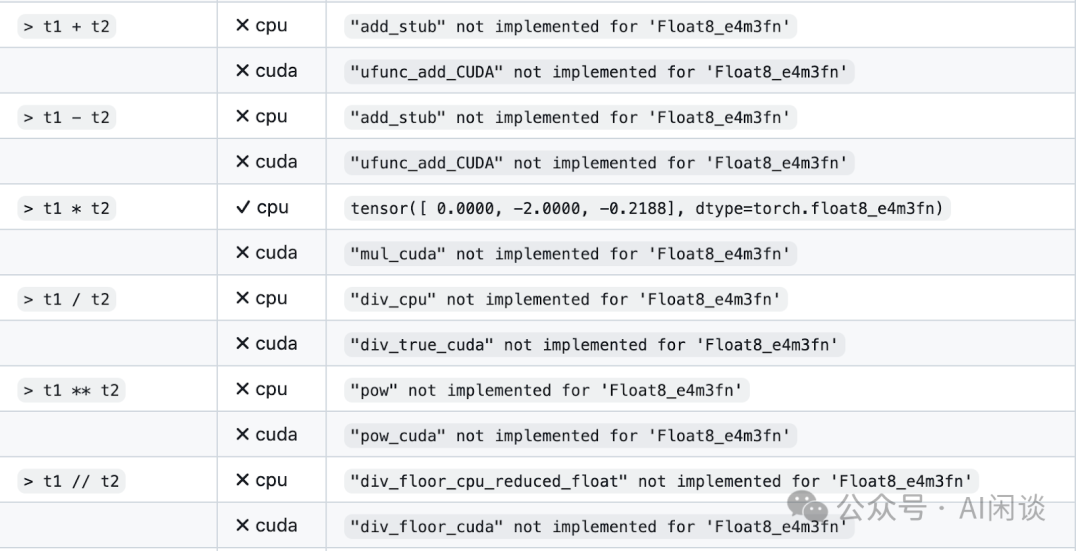 > t1 + t2 ✕ cpu "add_stub" not implemented for 'Float8_e4m3fn'
✕ cuda "ufunc_add_CUDA" not implemented for 'Float8_e4m3fn'
> t1 - t2 ✕ cpu "add_stub" not implemented for 'Float8_e4m3fn'
✕ cuda "ufunc_add_CUDA" not implemented for 'Float8_e4m3fn'
> t1 * t2 ✓ cpu tensor([ 0.0000, -2.0000, -0.2188], dtype=torch.float8_e4m3fn)
✕ cuda "mul_cuda" not implemented for 'Float8_e4m3fn'
> t1 / t2 ✕ cpu "div_cpu" not implemented for 'Float8_e4m3fn'
✕ cuda "div_true_cuda" not implemented for 'Float8_e4m3fn'
> t1 ** t2 ✕ cpu "pow" not implemented for 'Float8_e4m3fn'
✕ cuda "pow_cuda" not implemented for 'Float8_e4m3fn'
> t1 // t2 ✕ cpu "div_floor_cpu_reduced_float" not implemented for 'Float8_e4m3fn'
✕ cuda "div_floor_cuda" not implemented for 'Float8_e4m3fn'
公众号 · AI闲谈